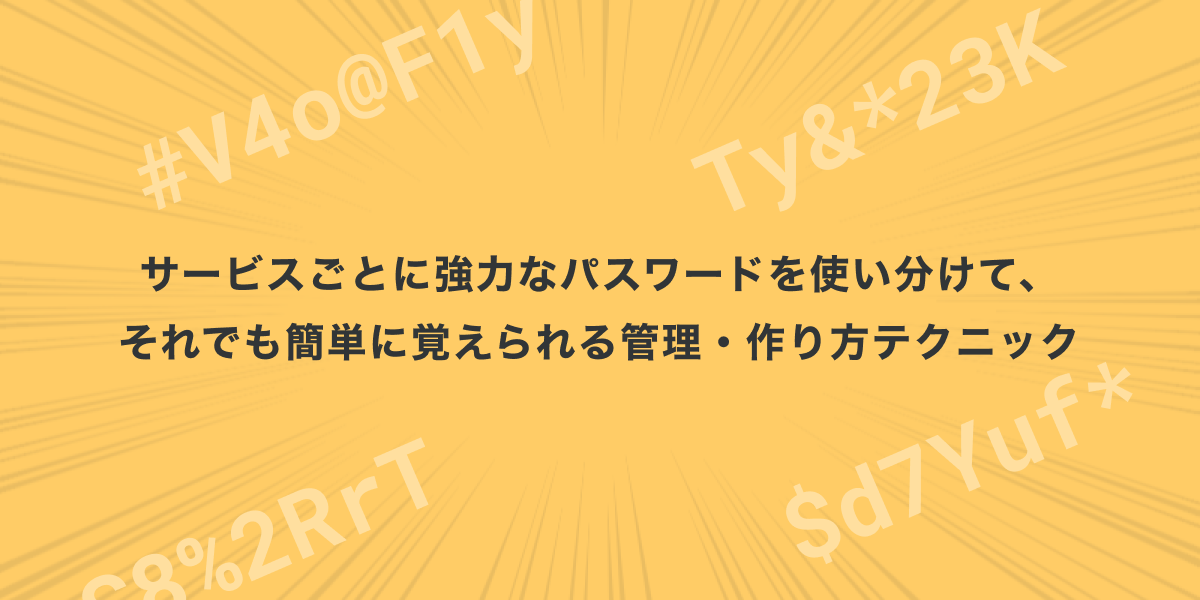 #V4o@F1y
Ty&*23K
サービスごとに強力なパスワードを使い分けて、
それでも簡単に覚えられる管理・作り方テクニック
$d7Yuf*
8%2RrT